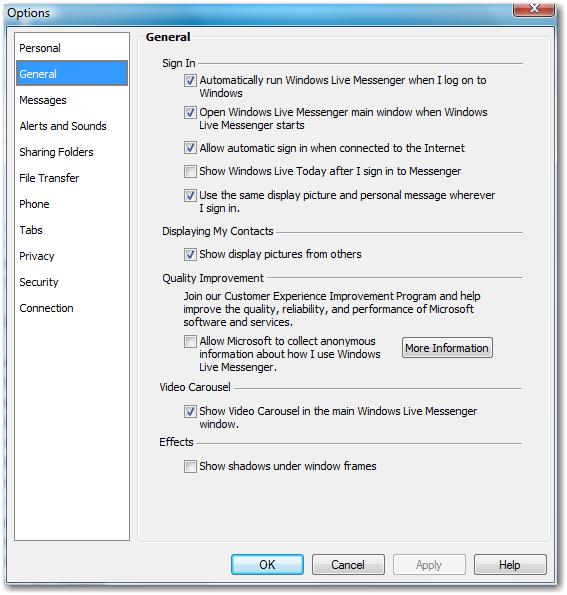 Options
Personal
General
Messages
Alerts and Sounds
Sharing Folders
File Transfer
Phone
Tabs
Privacy
Security
Connection
General
Sign In
Automatically run Windows Live Messenger when I log on to
Windows
Open Windows Live Messenger main window when Windows
Live Messenger starts
Allow automatic sign in when connected to the Internet
Show Windows Live Today after I sign in to Messenger
Use the same display picture and personal message wherever
I sign in.
Displaying My Contacts
Show display pictures from others
Quality Improvement
Join our Customer Experience Improvement Program and help
improve the quality, reliability, and performance of Microsoft
software and services.
Allow Microsoft to collect anonymous
information about how I use Windows
Live Messenger.
More Information
Video Carousel
Show Video Carousel in the main Windows Live Messenger
window.
Effects
Show shadows under window frames
OK
Cancel
Apply
Help